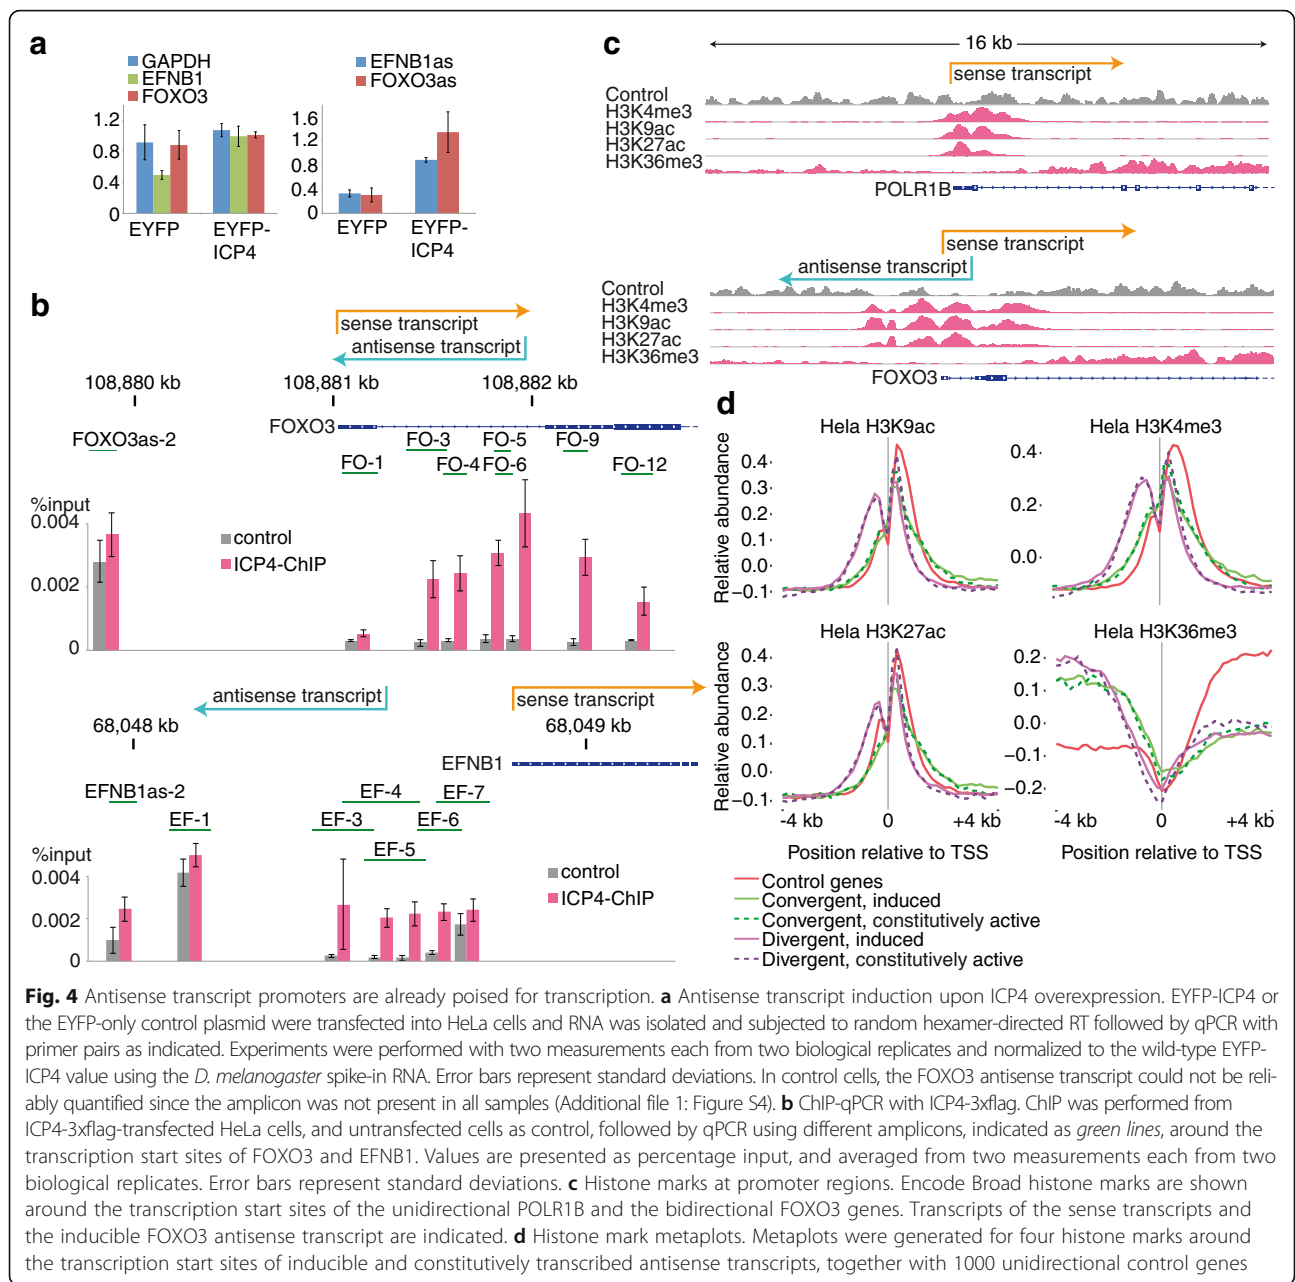 a
GAPDH
EFNB1
FOXO3
1.2
0.8
0.4
0
EYFP
EYFP-
ICP4
EFNB1as
FOXO3as
1.6
1.2
0.8
0.4
0
EYFP
EYFP-
ICP4
b
sense transcript
antisense transcript
108,880 kb
108,881 kb
108,882 kb
FOXO3
FOXO3as-2
FO-3
FO-5
FO-9
FO-1
FO-4
FO-6
FO-12
%input
0.004
0.002
0
control
ICP4-ChIP
antisense transcript
sense transcript
68,048 kb
68,049 kb
EFNB1
EFNB1as-2
EF-4
EF-7
EF-1
EF-3
EF-6
EF-5
%input
0.004
0.002
0
control
ICP4-ChIP
c
16 kb
sense transcript
Control
H3K4me3
H3K9ac
H3K27ac
H3K36me3
POLR1B
sense transcript
antisense transcript
Control
H3K4me3
H3K9ac
H3K27ac
H3K36me3
FOXO3
d
Hela H3K9ac
Relative abundance
0.4
0.3
0.2
0.1
0.0
−0.1
Hela H3K4me3
0.4
0.2
0.0
Hela H3K27ac
Relative abundance
0.4
0.3
0.2
0.1
0.0
−0.1
-4 kb
0
+4 kb
Position relative to TSS
Hela H3K36me3
0.2
0.1
0.0
−0.1
−0.2
-4 kb
0
+4 kb
Position relative to TSS
Control genes
Convergent, induced
Convergent, constitutively active
Divergent, induced
Divergent, constitutively active
Fig. 4 Antisense transcript promoters are already poised for transcription. a Antisense transcript induction upon ICP4 overexpression. EYFP-ICP4 or
the EYFP-only control plasmid were transfected into HeLa cells and RNA was isolated and subjected to random hexamer-directed RT followed by qPCR with
primer pairs as indicated. Experiments were performed with two measurements each from two biological replicates and normalized to the wild-type EYFP-
ICP4 value using the D. melanogaster spike-in RNA. Error bars represent standard deviations. In control cells, the FOXO3 antisense transcript could not be reli-
ably quantified since the amplicon was not present in all samples (Additional file 1: Figure S4). b ChIP-qPCR with ICP4-3xflag. ChIP was performed from
ICP4-3xflag-transfected HeLa cells, and untransfected cells as control, followed by qPCR using different amplicons, indicated as green lines, around the
transcription start sites of FOXO3 and EFNB1. Values are presented as percentage input, and averaged from two measurements each from two
biological replicates. Error bars represent standard deviations. c Histone marks at promoter regions. Encode Broad histone marks are shown
around the transcription start sites of the unidirectional POLR1B and the bidirectional FOXO3 genes. Transcripts of the sense transcripts and
the inducible FOXO3 antisense transcript are indicated. d Histone mark metaplots. Metaplots were generated for four histone marks around
the transcription start sites of inducible and constitutively transcribed antisense transcripts, together with 1000 unidirectional control genes